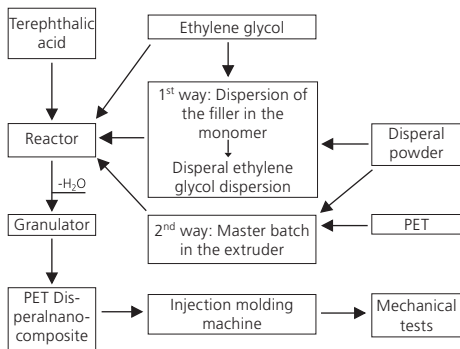 Terephthalic
acid
Ethylene glycol
1st way: Dispersion of
the filler in the
monomer
Disperal ethylene
glycol dispersion
Reactor
Disperal
powder
-H₂O
Granulator
2nd way: Master batch
in the extruder
PET
PET Dis-
peralnano-
composite
Injection molding
machine
Mechanical
tests